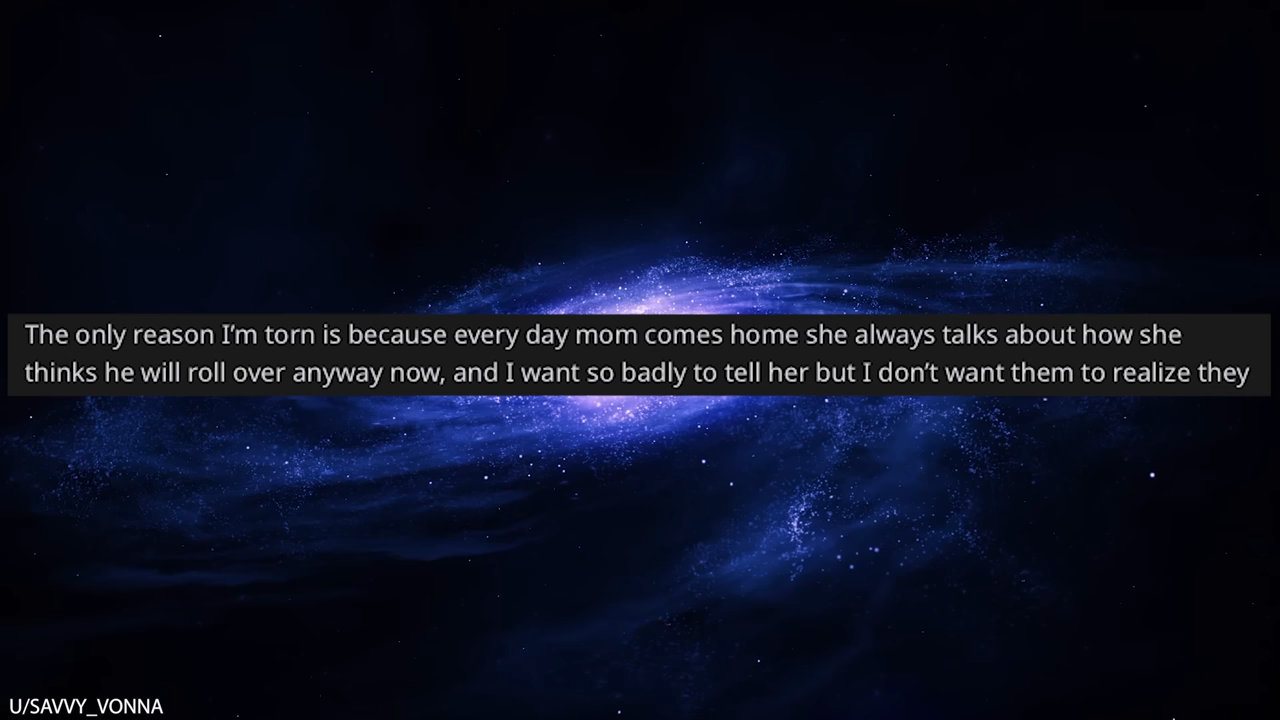 The only reason I’m torn is because every day mom comes home she always talks about how she
thinks he will roll over anyway now, and I want so badly to tell her but I don’t want them to realize they
U/SAVVY_VONNA